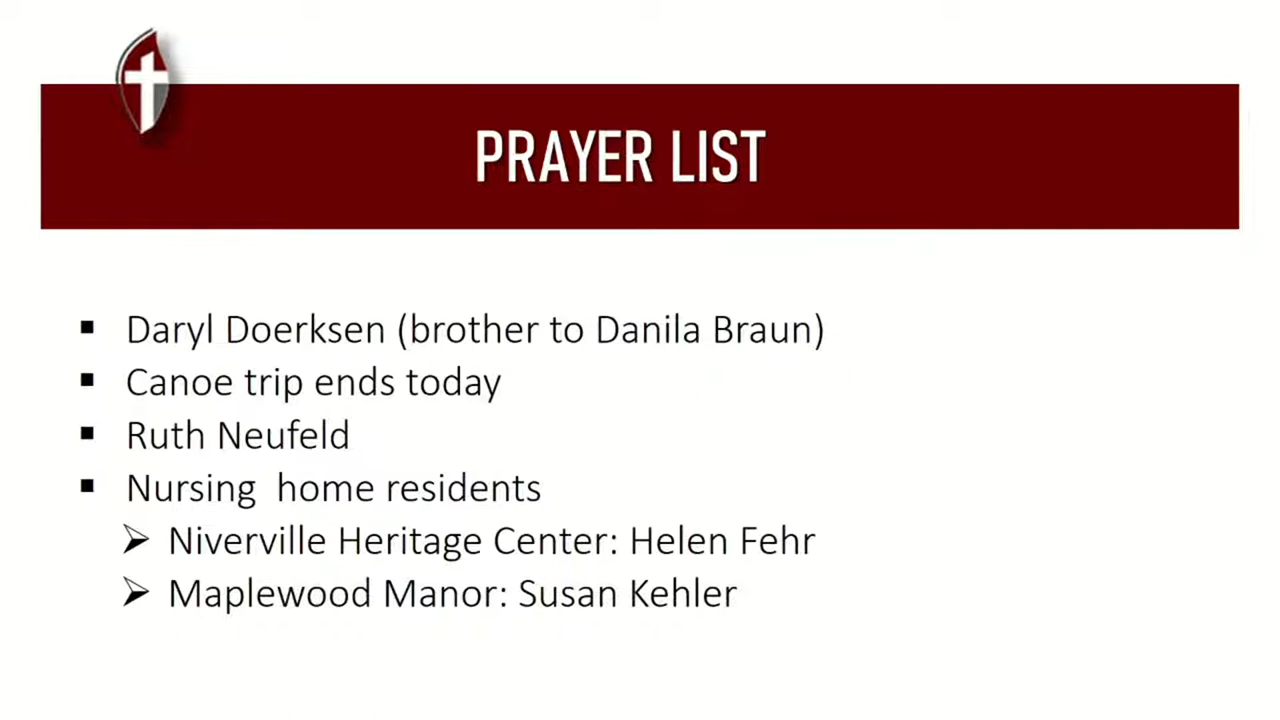 PRAYER LIST
▪ Daryl Doerksen (brother to Danila Braun)
▪ Canoe trip ends today
▪ Ruth Neufeld
▪ Nursing  home residents
➢ Niverville Heritage Center: Helen Fehr
➢ Maplewood Manor: Susan Kehler